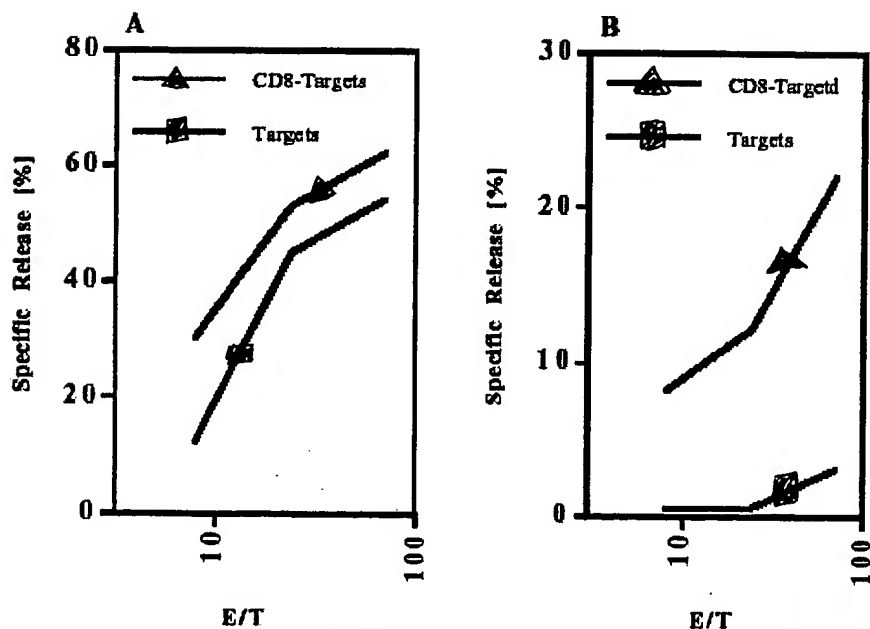 A
80
60
40
20
0
Specific Release [%]
CD8-Targets
Targets
10
100
E/T
B
30
20
10
0
Specific Release [%]
CD8-Targetd
Targets
10
100
E/T